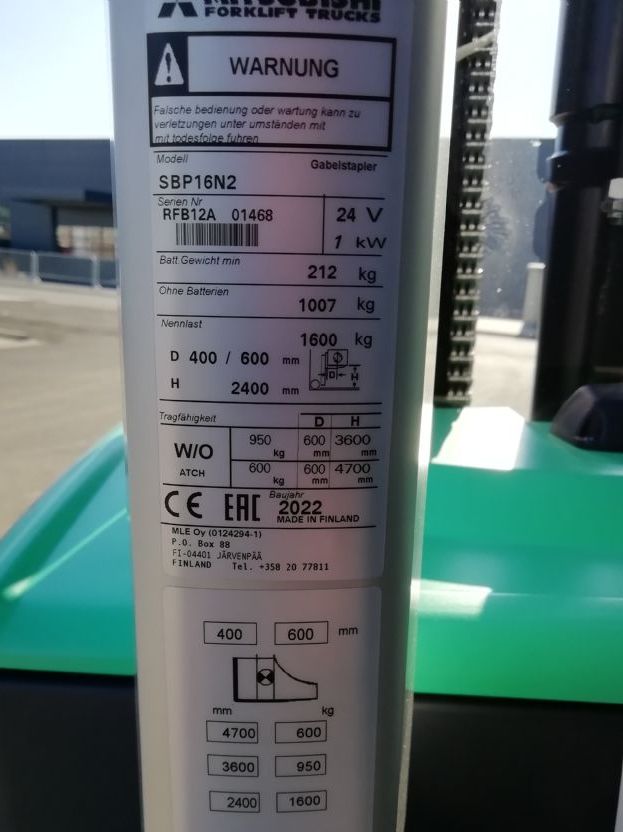 MITSUBISHI
FORKLIFT TRUCKS
WARNUNG
Falsche bedienung oder wartung kann zu
verletzungen unter umständen mit
mit todesfolge führen
Modell Gabelstapler
SBP16N2
Serien Nr
RFB12A 01468 24 V
1 kW
Batt.Gewicht min
212 kg
Ohne Batterien
1007 kg
Nennlast
1600 kg
D 400 / 600 mm
H 2400 mm
D H
Tragfähigkeit D H
W/O
ATCH
950 kg 600 mm 3600 mm
600 kg 600 mm 4700 mm
CE EAC Baujahr
2022
MADE IN FINLAND
MLE Oy (0124294-1)
P.O. Box 88
FI-04401 JÄRVENPÄÄ
FINLAND Tel. +358 20 77811
400 600 mm
mm kg
4700 600
3600 950
2400 1600